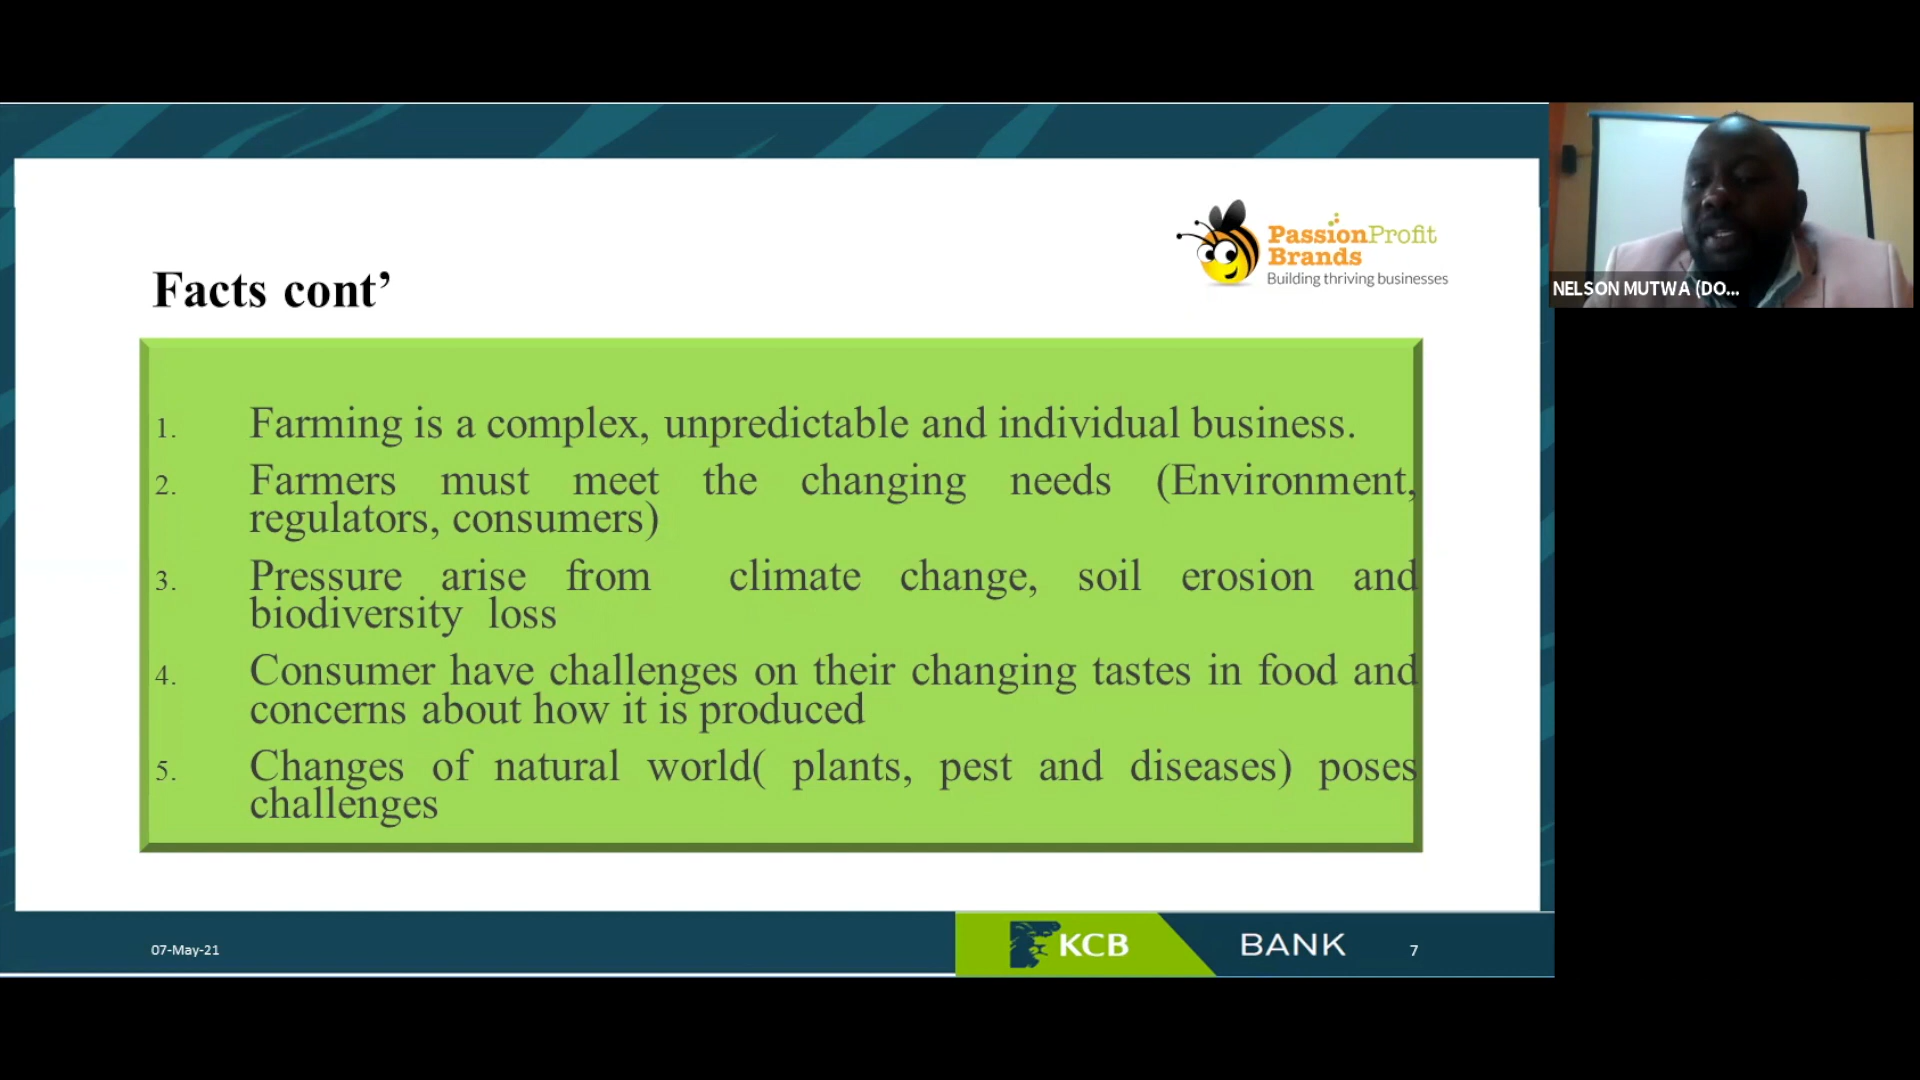 PassionProfit
Brands
Building thriving businesses
NELSON MUTWA (DO...
Facts cont’
1. Farming is a complex, unpredictable and individual business.
2. Farmers must meet the changing needs (Environment,
regulators, consumers)
3. Pressure arise from climate change, soil erosion and
biodiversity loss
4. Consumer have challenges on their changing tastes in food and
concerns about how it is produced
5. Changes of natural world( plants, pest and diseases) poses
challenges
07-May-21
KCB BANK
7